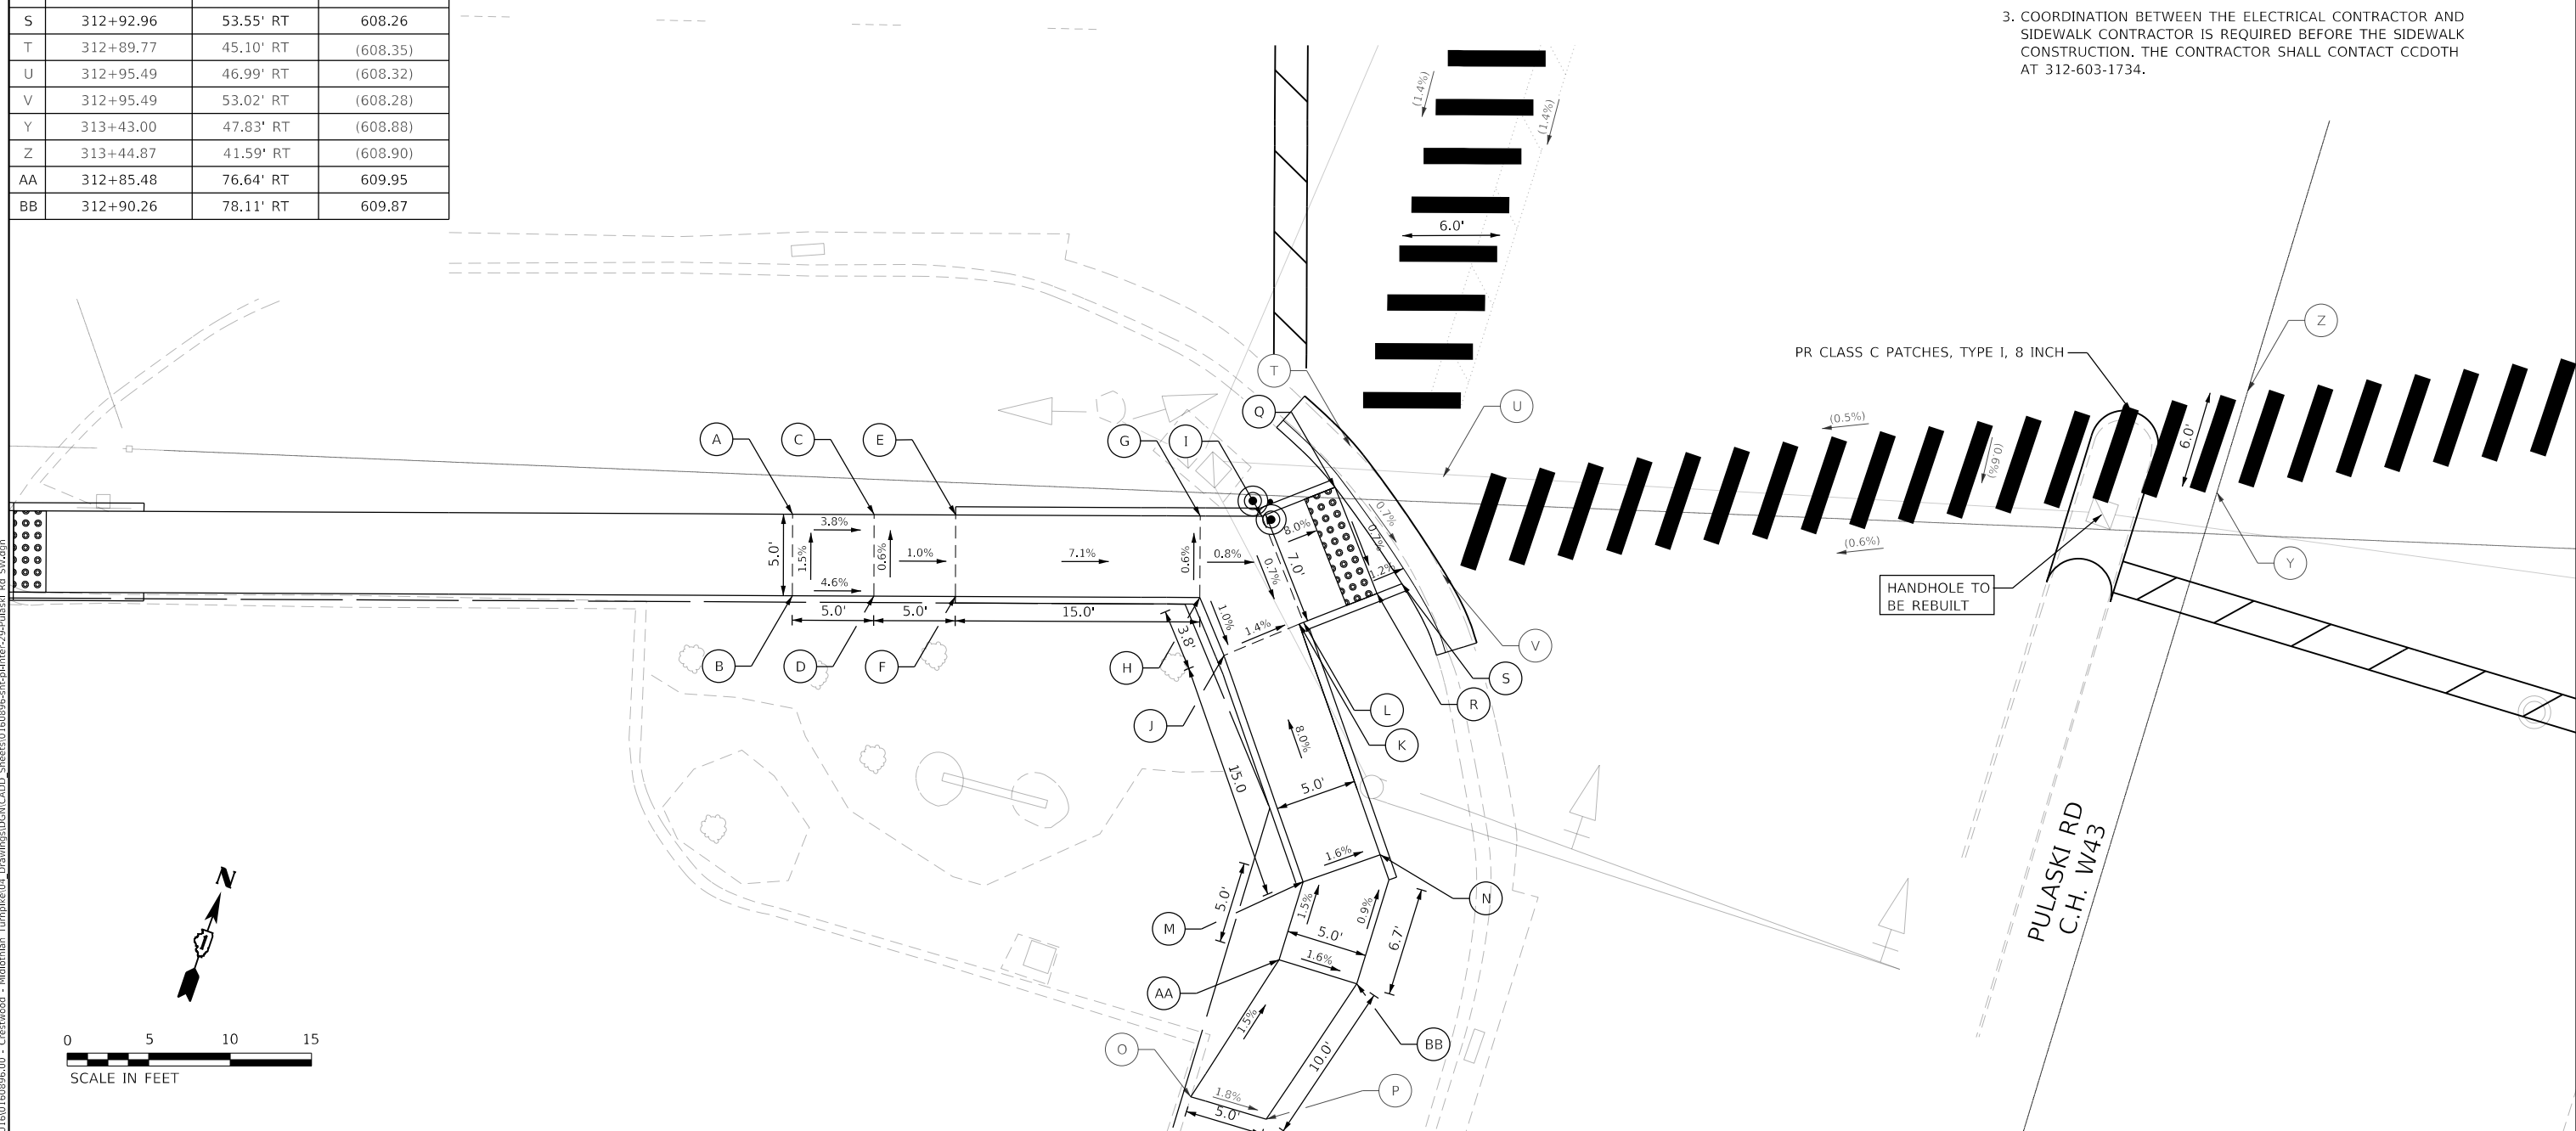 S 312+92.96 53.55' RT 608.26
T 312+89.77 45.10' RT (608.35)
U 312+95.49 46.99' RT (608.32)
V 312+95.49 53.02' RT (608.28)
Y 313+43.00 47.83' RT (608.88)
Z 313+44.87 41.59' RT (608.90)
AA 312+85.48 76.64' RT 609.95
BB 312+90.26 78.11' RT 609.87
3. COORDINATION BETWEEN THE ELECTRICAL CONTRACTOR AND
SIDEWALK CONTRACTOR IS REQUIRED BEFORE THE SIDEWALK
CONSTRUCTION. THE CONTRACTOR SHALL CONTACT CCDOTH
AT 312-603-1734.
(1.4%)
(1.4%)
6.0'
Z
PR CLASS C PATCHES, TYPE I, 8 INCH
T
Q
U
A
C
E
G
I
(0.5%)
(0.6%)
(0.6%)
6.0'
Y
HANDHOLE TO
BE REBUILT
5.0'
1.5%
3.8%
4.6%
0.6%
1.0%
7.1%
0.6%
0.8%
0.7%
7.0'
8.0%
0.7%
0.7%
1.2%
5.0'
5.0'
15.0'
3.8'
1.0%
1.4%
B
D
F
H
V
S
R
L
K
J
15.0
8.0%
5.0'
1.6%
N
M
5.0'
1.5%
0.9%
5.0'
6.7'
1.6%
AA
BB
1.5%
10.0'
O
P
1.8%
5.0'
PULASKI RD
C.H. W43
N
0 5 10 15
SCALE IN FEET